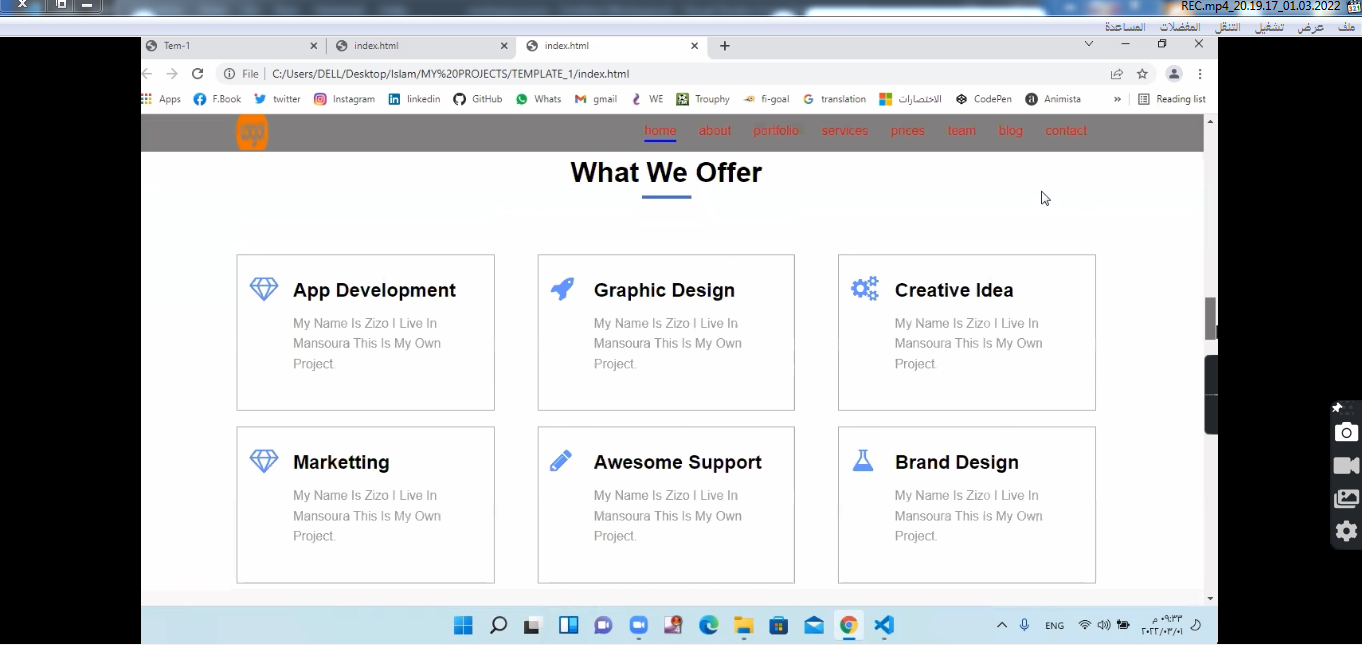 REC.mp4_20.19.17_01.03.2022
ملف عرض تشغيل التنقل المفضلات المساعدة
Tem-1 index.html index.html
File C:/Users/DELL/Desktop/Islam/MY%20PROJECTS/TEMPLATE_1/index.html
Apps F.Book twitter Instagram linkedin GitHub Whats gmail WE Trouphy fi-goal translation الاختصارات CodePen Animista » Reading list
home about portfolio services prices team blog contact
What We Offer
App Development Graphic Design Creative Idea
My Name Is Zizo I Live In My Name Is Zizo I Live In My Name Is Zizo I Live In
Mansoura This Is My Own Mansoura This Is My Own Mansoura This Is My Own
Project. Project. Project.
Marketting Awesome Support Brand Design
My Name Is Zizo I Live In My Name Is Zizo I Live In My Name Is Zizo I Live In
Mansoura This Is My Own Mansoura This Is My Own Mansoura This Is My Own
Project. Project. Project.
ENG
٠٩:٣٣ م
٢٠٢٢/٠٣/٠١